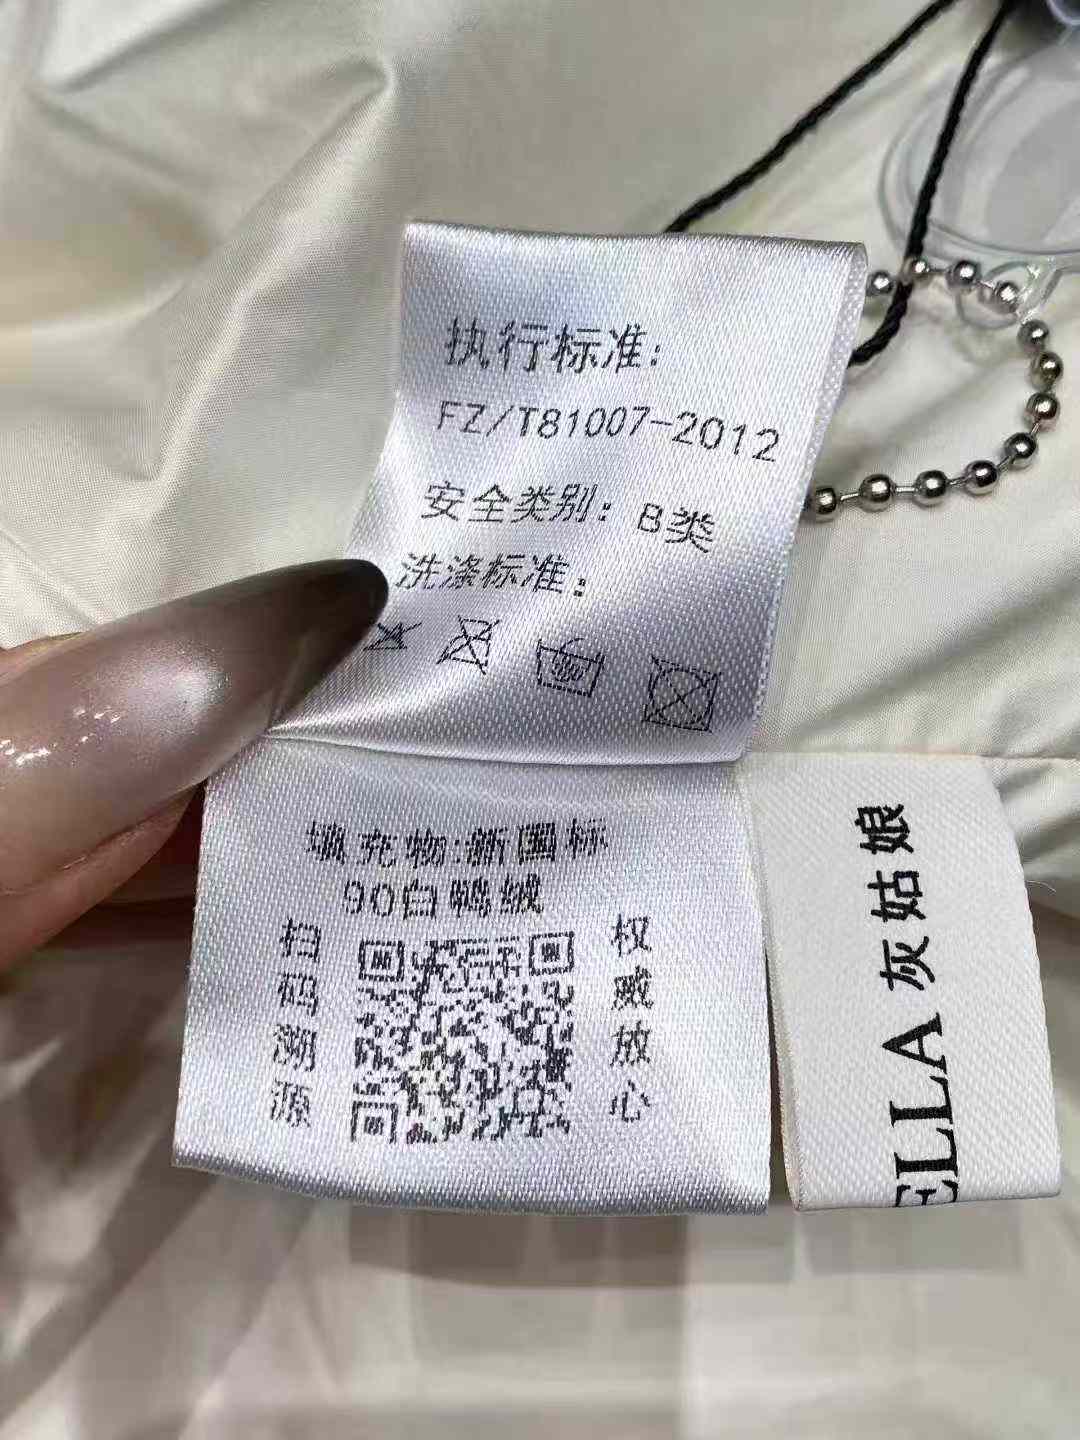 执行标准:
FZ/T81007-2012
安全类别: B类
洗涤标准:
填充物:新国标
90白鸭绒
扫码溯源
权威放心
ELLA 灰姑娘